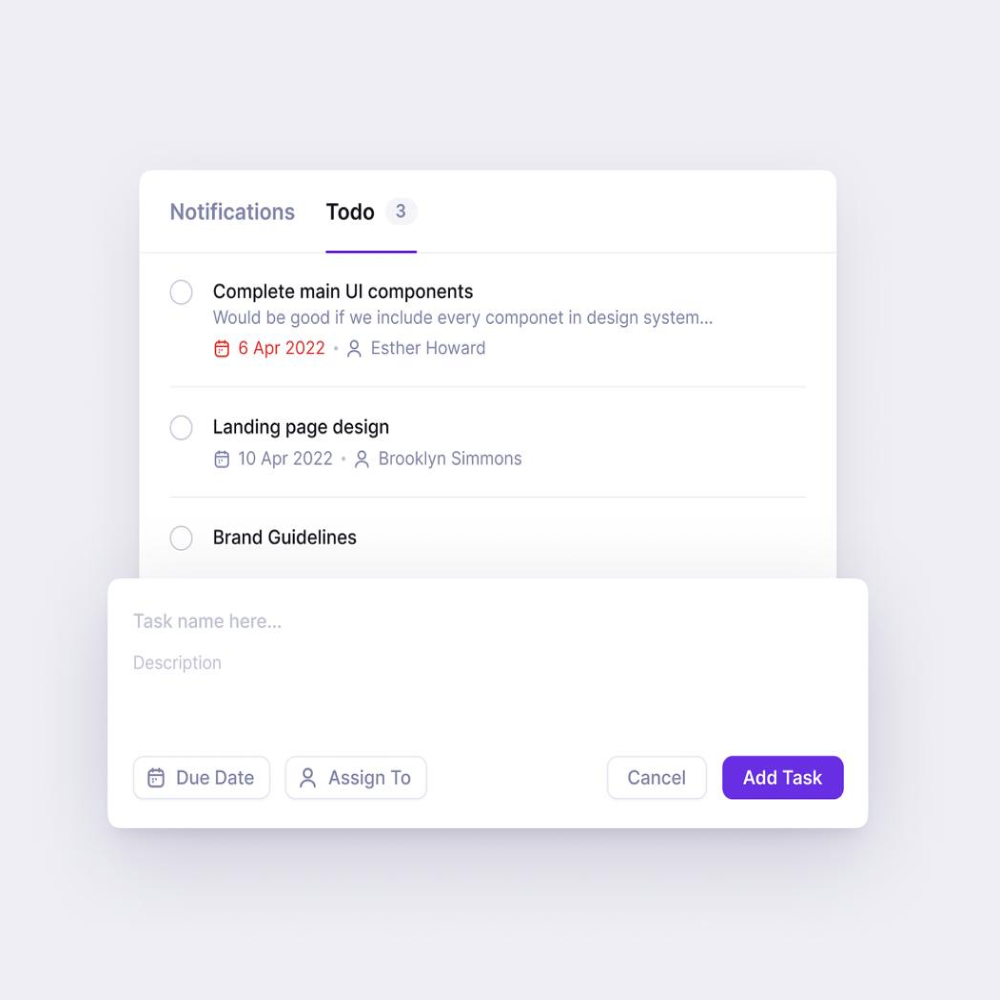 Notifications Todo 3
Complete main UI components
Would be good if we include every componet in design system...
6 Apr 2022 • Esther Howard
Landing page design
10 Apr 2022 • Brooklyn Simmons
Brand Guidelines
Task name here...
Description
Due Date Assign To Cancel Add Task